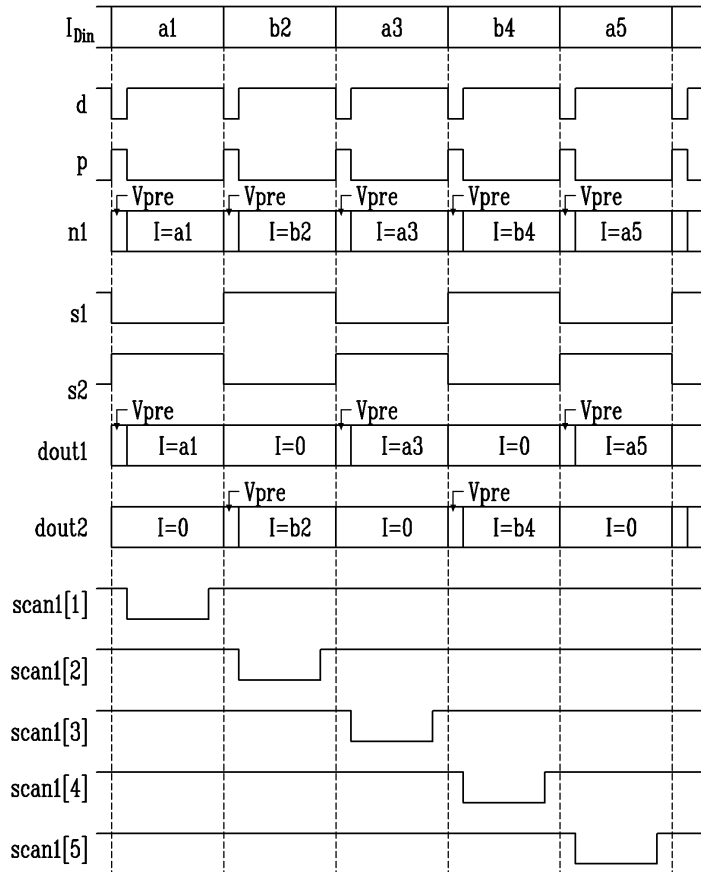 I_Din a1 b2 a3 b4 a5
d
p
Vpre Vpre Vpre Vpre Vpre
n1 I=a1 I=b2 I=a3 I=b4 I=a5
s1
s2
Vpre Vpre Vpre
dout1 I=a1 I=0 I=a3 I=0 I=a5
Vpre Vpre
dout2 I=0 I=b2 I=0 I=b4 I=0
scan1[1]
scan1[2]
scan1[3]
scan1[4]
scan1[5]